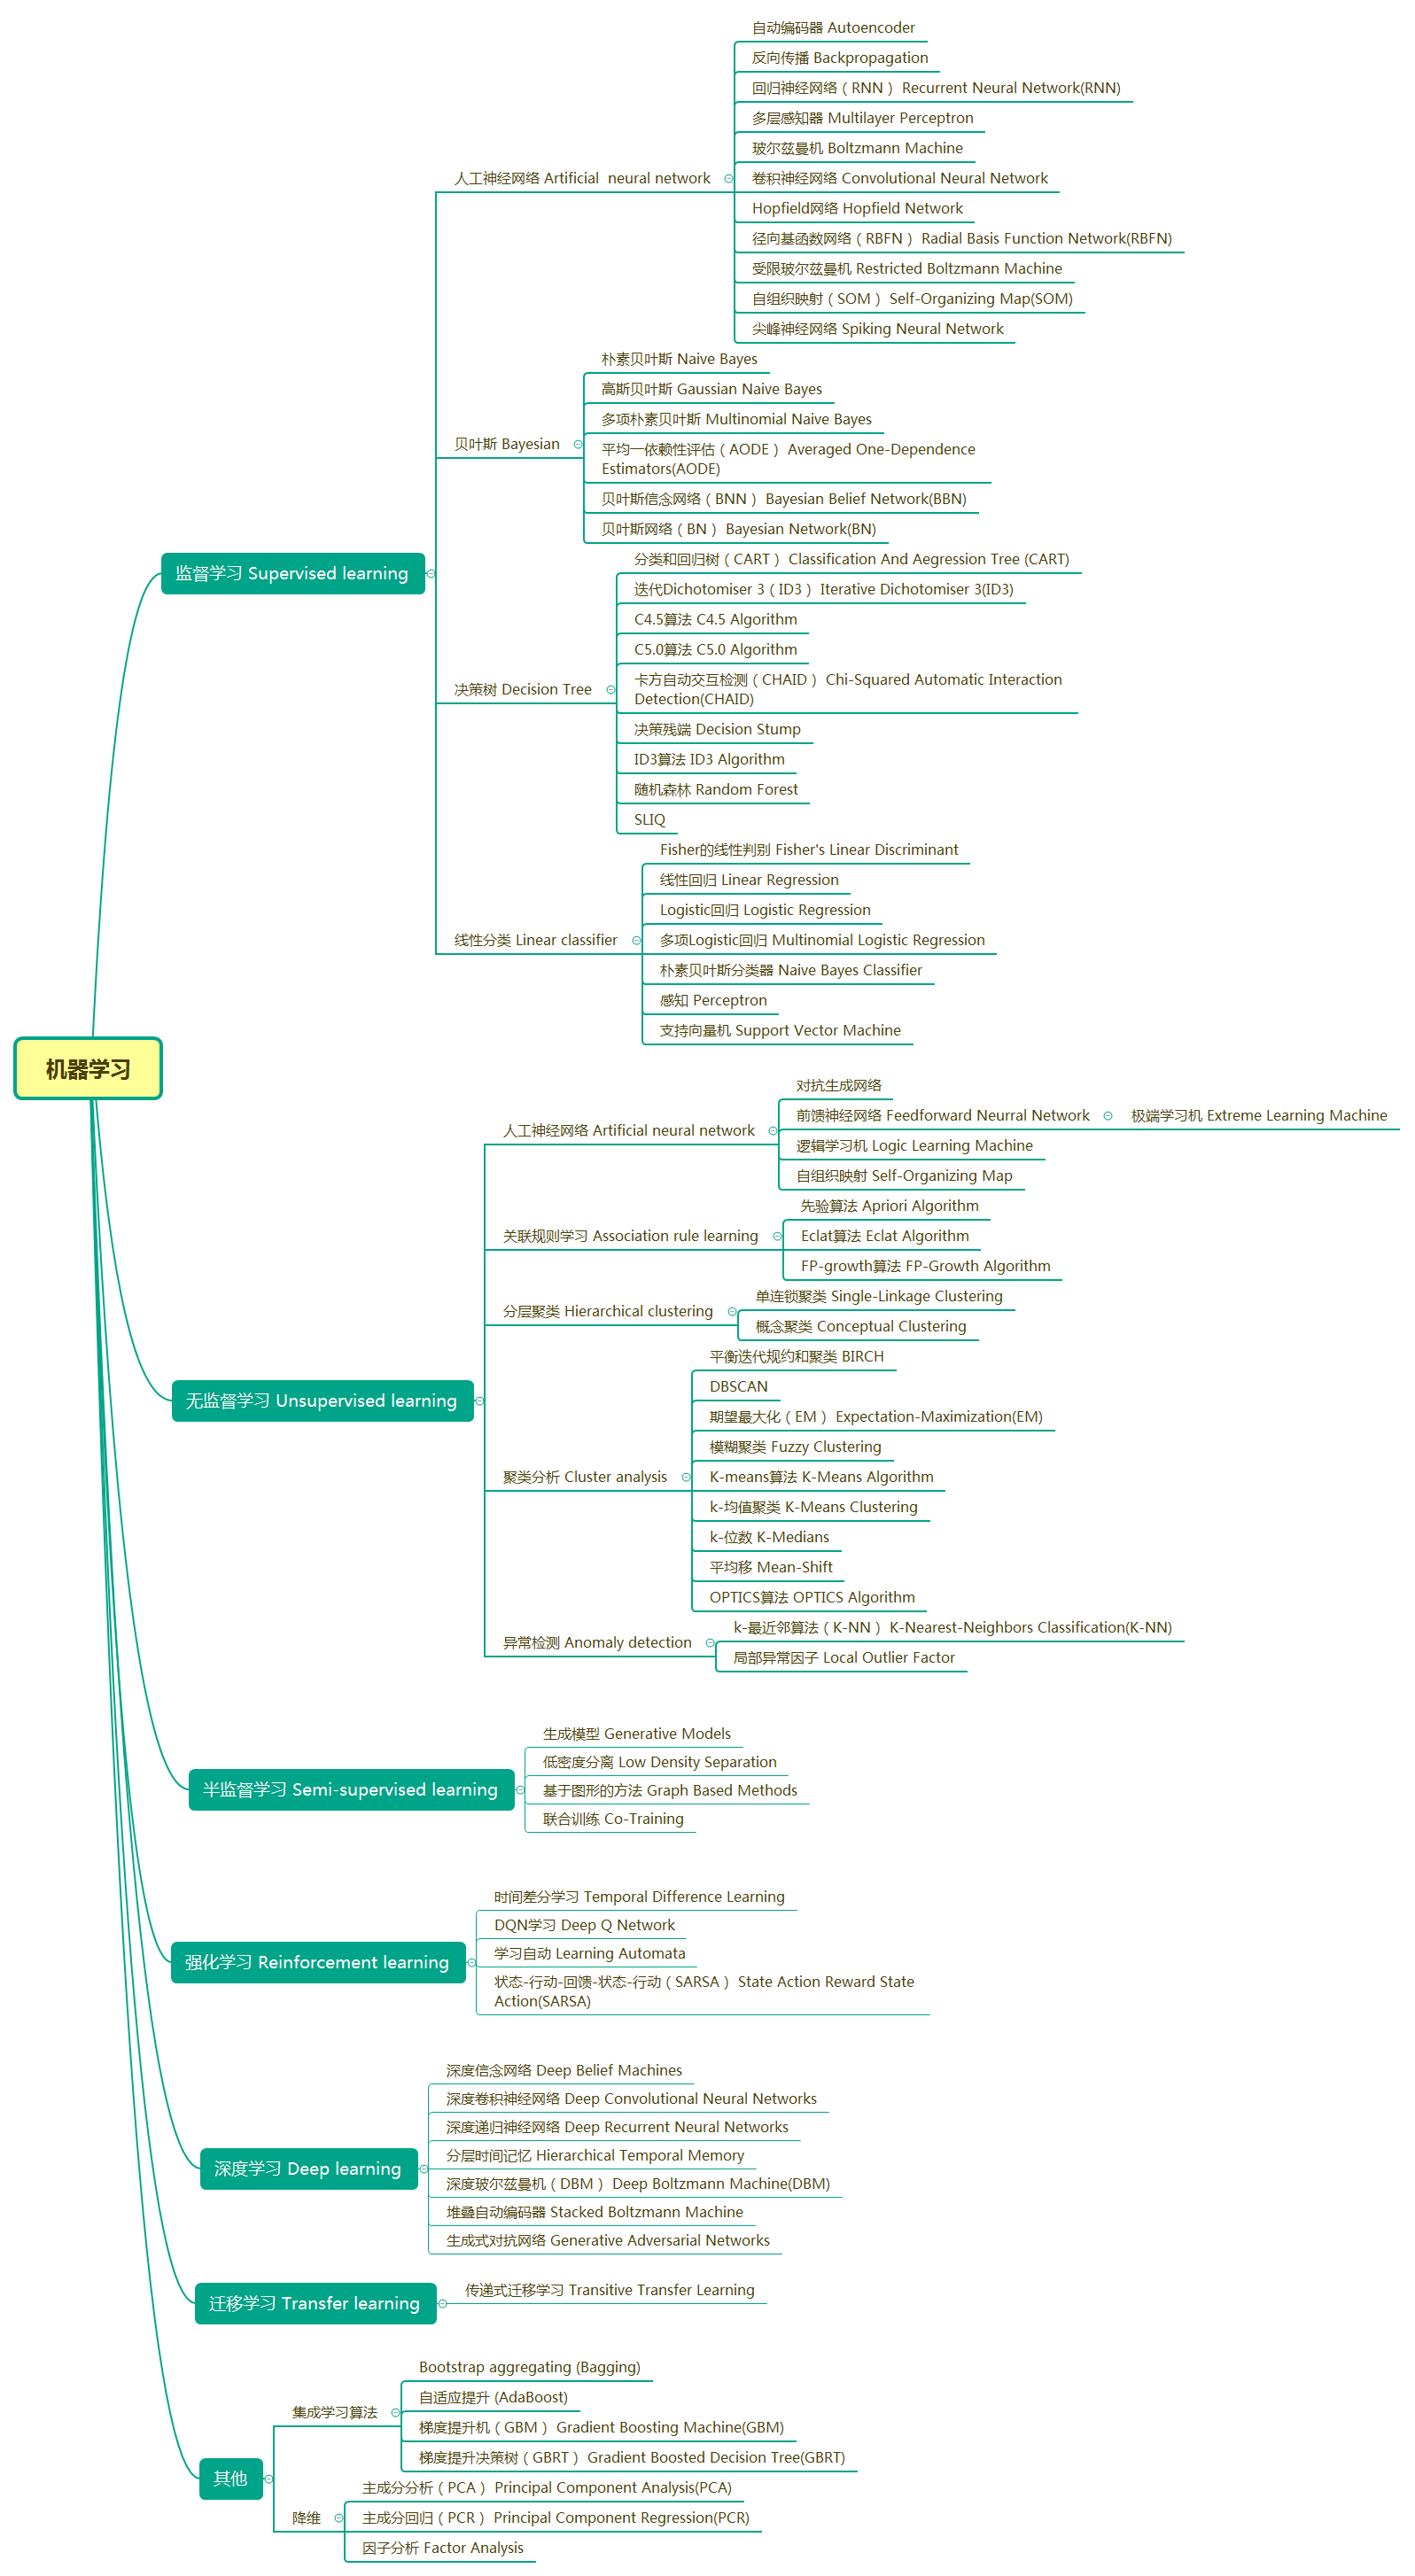 机器学习
监督学习 Supervised learning
人工神经网络 Artificial  neural network
自动编码器 Autoencoder
反向传播 Backpropagation
回归神经网络（RNN） Recurrent Neural Network(RNN)
多层感知器 Multilayer Perceptron
玻尔兹曼机 Boltzmann Machine
卷积神经网络 Convolutional Neural Network
Hopfield网络 Hopfield Network
径向基函数网络（RBFN） Radial Basis Function Network(RBFN)
受限玻尔兹曼机 Restricted Boltzmann Machine
自组织映射（SOM） Self-Organizing Map(SOM)
尖峰神经网络 Spiking Neural Network
贝叶斯 Bayesian
朴素贝叶斯 Naive Bayes
高斯贝叶斯 Gaussian Naive Bayes
多项朴素贝叶斯 Multinomial Naive Bayes
平均一依赖性评估（AODE） Averaged One-Dependence
Estimators(AODE)
贝叶斯信念网络（BNN） Bayesian Belief Network(BBN)
贝叶斯网络（BN） Bayesian Network(BN)
决策树 Decision Tree
分类和回归树（CART） Classification And Aegression Tree (CART)
迭代Dichotomiser 3（ID3） Iterative Dichotomiser 3(ID3)
C4.5算法 C4.5 Algorithm
C5.0算法 C5.0 Algorithm
卡方自动交互检测（CHAID） Chi-Squared Automatic Interaction
Detection(CHAID)
决策残端 Decision Stump
ID3算法 ID3 Algorithm
随机森林 Random Forest
SLIQ
线性分类 Linear classifier
Fisher的线性判别 Fisher's Linear Discriminant
线性回归 Linear Regression
Logistic回归 Logistic Regression
多项Logistic回归 Multinomial Logistic Regression
朴素贝叶斯分类器 Naive Bayes Classifier
感知 Perceptron
支持向量机 Support Vector Machine
无监督学习 Unsupervised learning
人工神经网络 Artificial neural network
对抗生成网络
前馈神经网络 Feedforward Neurral Network
极端学习机 Extreme Learning Machine
逻辑学习机 Logic Learning Machine
自组织映射 Self-Organizing Map
关联规则学习 Association rule learning
先验算法 Apriori Algorithm
Eclat算法 Eclat Algorithm
FP-growth算法 FP-Growth Algorithm
分层聚类 Hierarchical clustering
单连锁聚类 Single-Linkage Clustering
概念聚类 Conceptual Clustering
聚类分析 Cluster analysis
平衡迭代规约和聚类 BIRCH
DBSCAN
期望最大化（EM） Expectation-Maximization(EM)
模糊聚类 Fuzzy Clustering
K-means算法 K-Means Algorithm
k-均值聚类 K-Means Clustering
k-位数 K-Medians
平均移 Mean-Shift
OPTICS算法 OPTICS Algorithm
异常检测 Anomaly detection
k-最近邻算法（K-NN） K-Nearest-Neighbors Classification(K-NN)
局部异常因子 Local Outlier Factor
半监督学习 Semi-supervised learning
生成模型 Generative Models
低密度分离 Low Density Separation
基于图形的方法 Graph Based Methods
联合训练 Co-Training
强化学习 Reinforcement learning
时间差分学习 Temporal Difference Learning
DQN学习 Deep Q Network
学习自动 Learning Automata
状态-行动-回馈-状态-行动（SARSA） State Action Reward State
Action(SARSA)
深度学习 Deep learning
深度信念网络 Deep Belief Machines
深度卷积神经网络 Deep Convolutional Neural Networks
深度递归神经网络 Deep Recurrent Neural Networks
分层时间记忆 Hierarchical Temporal Memory
深度玻尔兹曼机（DBM） Deep Boltzmann Machine(DBM)
堆叠自动编码器 Stacked Boltzmann Machine
生成式对抗网络 Generative Adversarial Networks
迁移学习 Transfer learning
传递式迁移学习 Transitive Transfer Learning
其他
集成学习算法
Bootstrap aggregating (Bagging)
自适应提升 (AdaBoost)
梯度提升机（GBM） Gradient Boosting Machine(GBM)
梯度提升决策树（GBRT） Gradient Boosted Decision Tree(GBRT)
降维
主成分分析（PCA） Principal Component Analysis(PCA)
主成分回归（PCR） Principal Component Regression(PCR)
因子分析 Factor Analysis